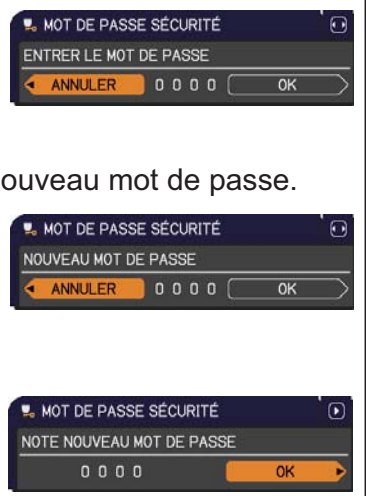 MOT DE PASSE SÉCURITÉ
ENTRER LE MOT DE PASSE
ANNULER 0 0 0 0 OK
ouveau mot de passe.
MOT DE PASSE SÉCURITÉ
NOUVEAU MOT DE PASSE
ANNULER 0 0 0 0 OK
MOT DE PASSE SÉCURITÉ
NOTE NOUVEAU MOT DE PASSE
0 0 0 0 OK